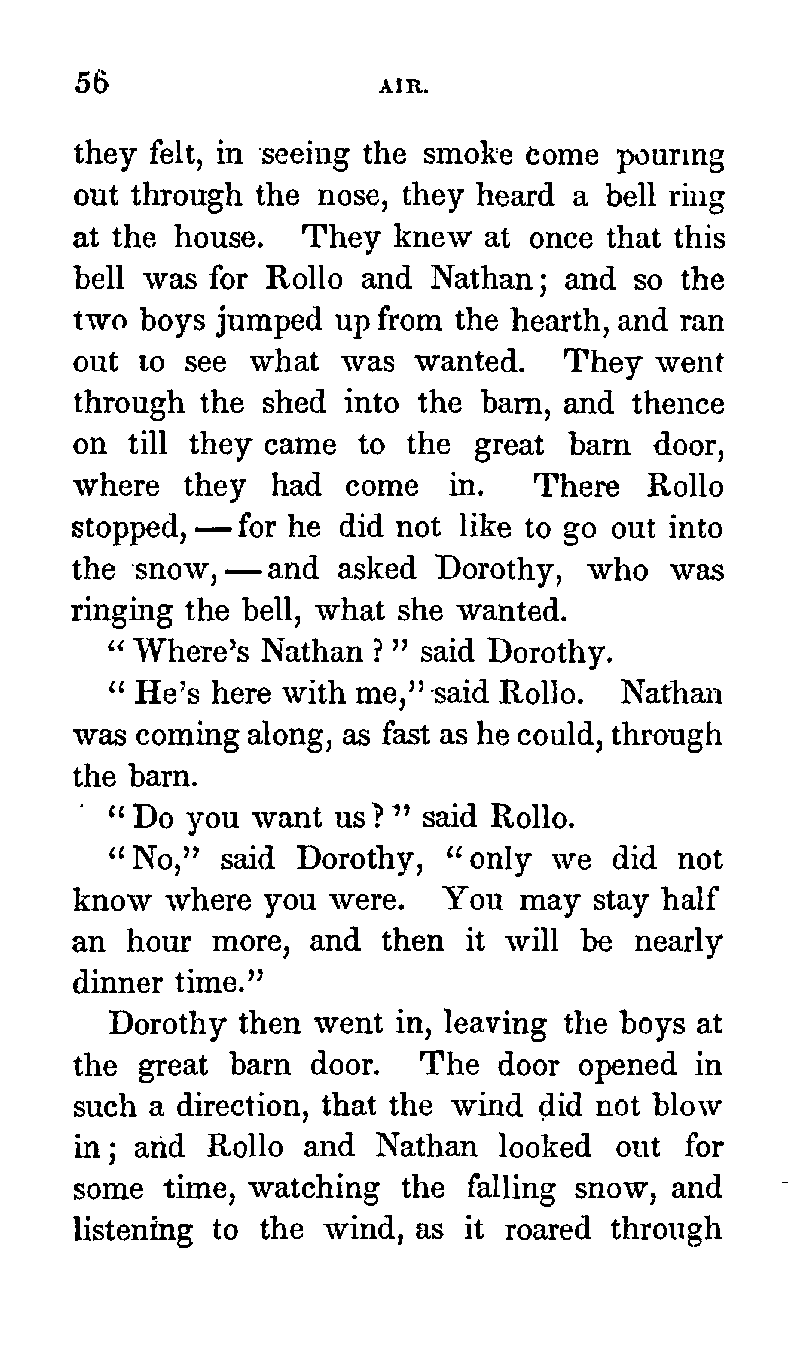 56 AIR.
they felt, in seeing the smoke come pouring
out through the nose, they heard a bell ring
at the house. They knew at once that this
bell was for Rollo and Nathan; and so the
two boys jumped up from the hearth, and ran
out to see what was wanted. They went
through the shed into the barn, and thence
on till they came to the great barn door,
where they had come in. There Rollo
stopped, — for he did not like to go out into
the snow, — and asked Dorothy, who was
ringing the bell, what she wanted.
“ Where’s Nathan ? ” said Dorothy.
“ He’s here with me,” said Rollo. Nathan
was coming along, as fast as he could, through
the barn.
“ Do you want us ? ” said Rollo.
“ No,” said Dorothy, “ only we did not
know where you were. You may stay half
an hour more, and then it will be nearly
dinner time.”
Dorothy then went in, leaving the boys at
the great barn door. The door opened in
such a direction, that the wind did not blow
in ; and Rollo and Nathan looked out for
some time, watching the falling snow, and
listening to the wind, as it roared through